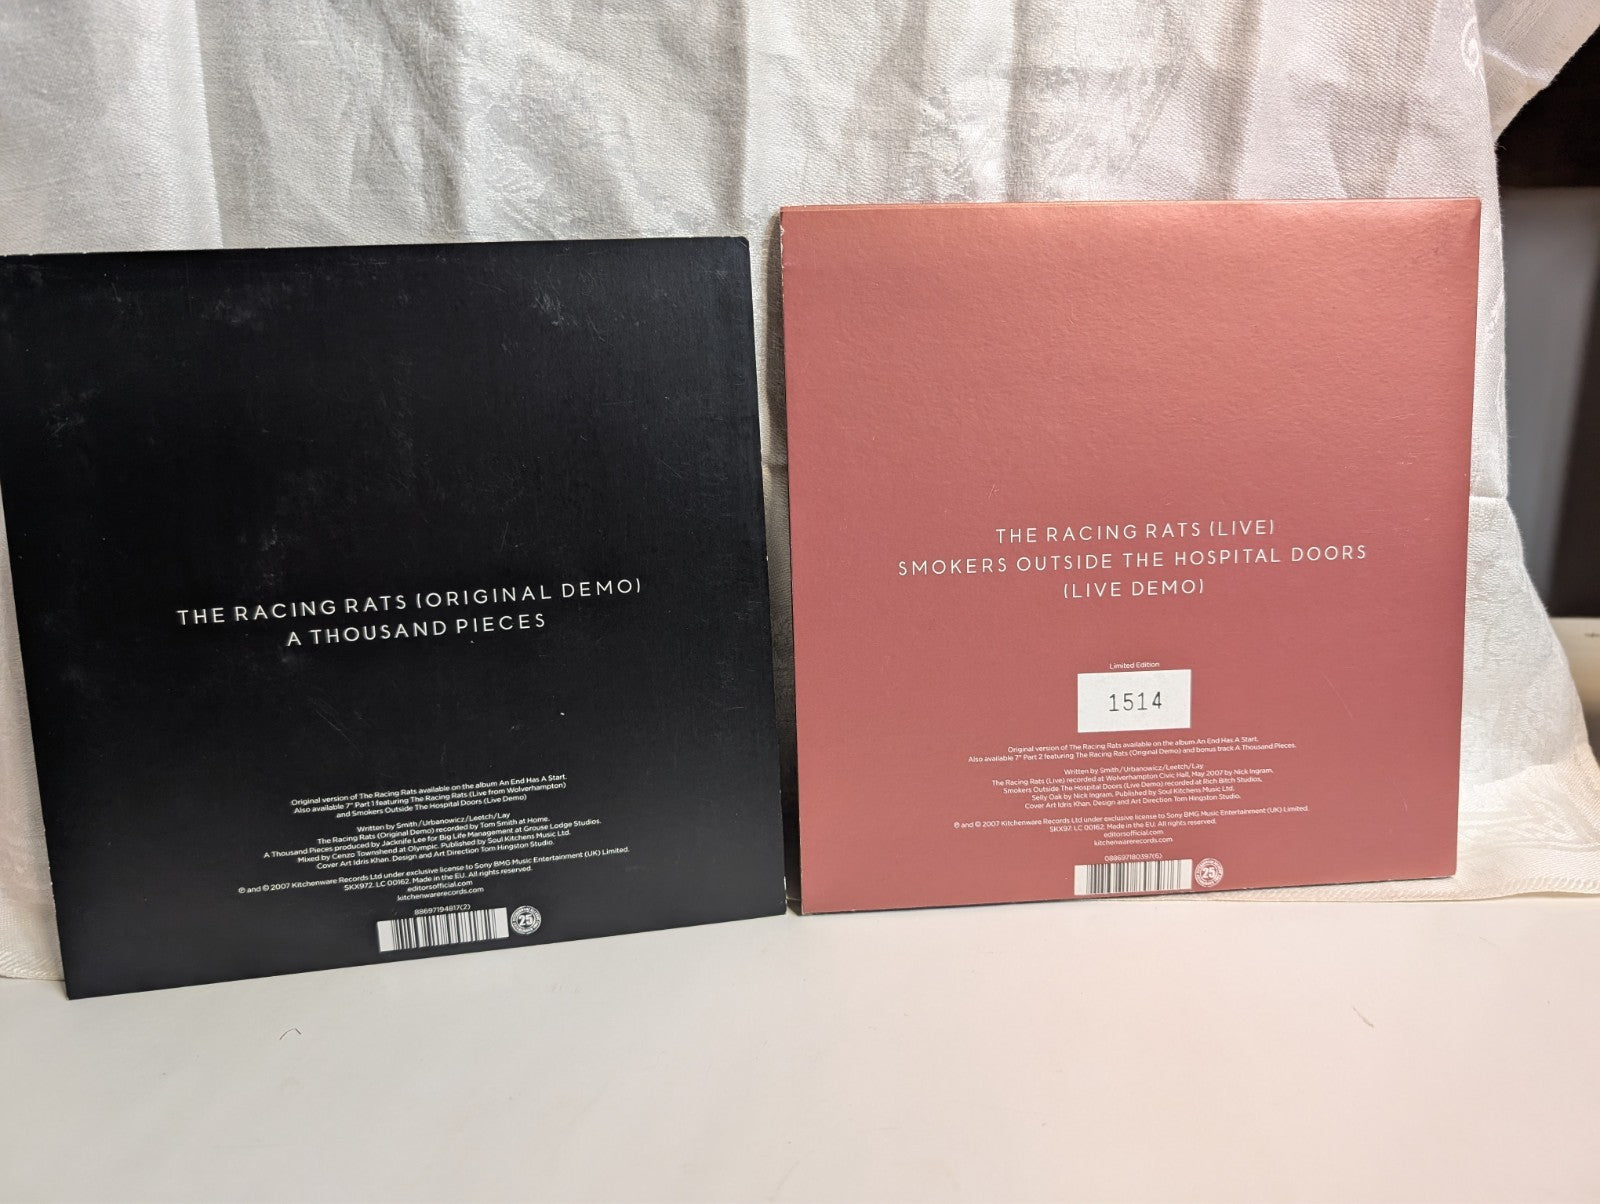 THE RACING RATS (ORIGINAL DEMO)
A THOUSAND PIECES
Original version of The Racing Rats available on the album An End Has A Start.
Also available 7" Part 1 featuring The Racing Rats (Live from Wolverhampton)
and Smokers Outside The Hospital Doors (Live Demo)
Written by Smith/Urbanowicz/Leetch/Lay
The Racing Rats (Original Demo) recorded by Tom Smith at Home.
A Thousand Pieces produced by Jacknife Lee for Big Life Management at Grouse Lodge Studios.
Mixed by Cenzo Townshend at Olympic. Published by Soul Kitchens Music Ltd.
Cover Art Idris Khan. Design and Art Direction Tom Hingston Studio.
℗ and © 2007 Kitchenware Records Ltd under exclusive license to Sony BMG Music Entertainment (UK) Limited.
SKX972. LC 00162. Made in the EU. All rights reserved.
editorsofficial.com
kitchenwarerecords.com
88697194817(2)
25
THE RACING RATS (LIVE)
SMOKERS OUTSIDE THE HOSPITAL DOORS
(LIVE DEMO)
Limited Edition
1514
Original version of The Racing Rats available on the album An End Has A Start.
Also available 7" Part 2 featuring The Racing Rats (Original Demo) and bonus track A Thousand Pieces.
Written by Smith/Urbanowicz/Leetch/Lay
The Racing Rats (Live) recorded at Wolverhampton Civic Hall, May 2007 by Nick Ingram.
Smokers Outside The Hospital Doors (Live Demo) recorded at Rich Bitch Studios,
Selly Oak by Nick Ingram. Published by Soul Kitchens Music Ltd.
Cover Art Idris Khan. Design and Art Direction Tom Hingston Studio.
℗ and © 2007 Kitchenware Records Ltd under exclusive license to Sony BMG Music Entertainment (UK) Limited.
SKX97. LC 00162. Made in the EU. All rights reserved.
editorsofficial.com
kitchenwarerecords.com
088697180397(6)
25